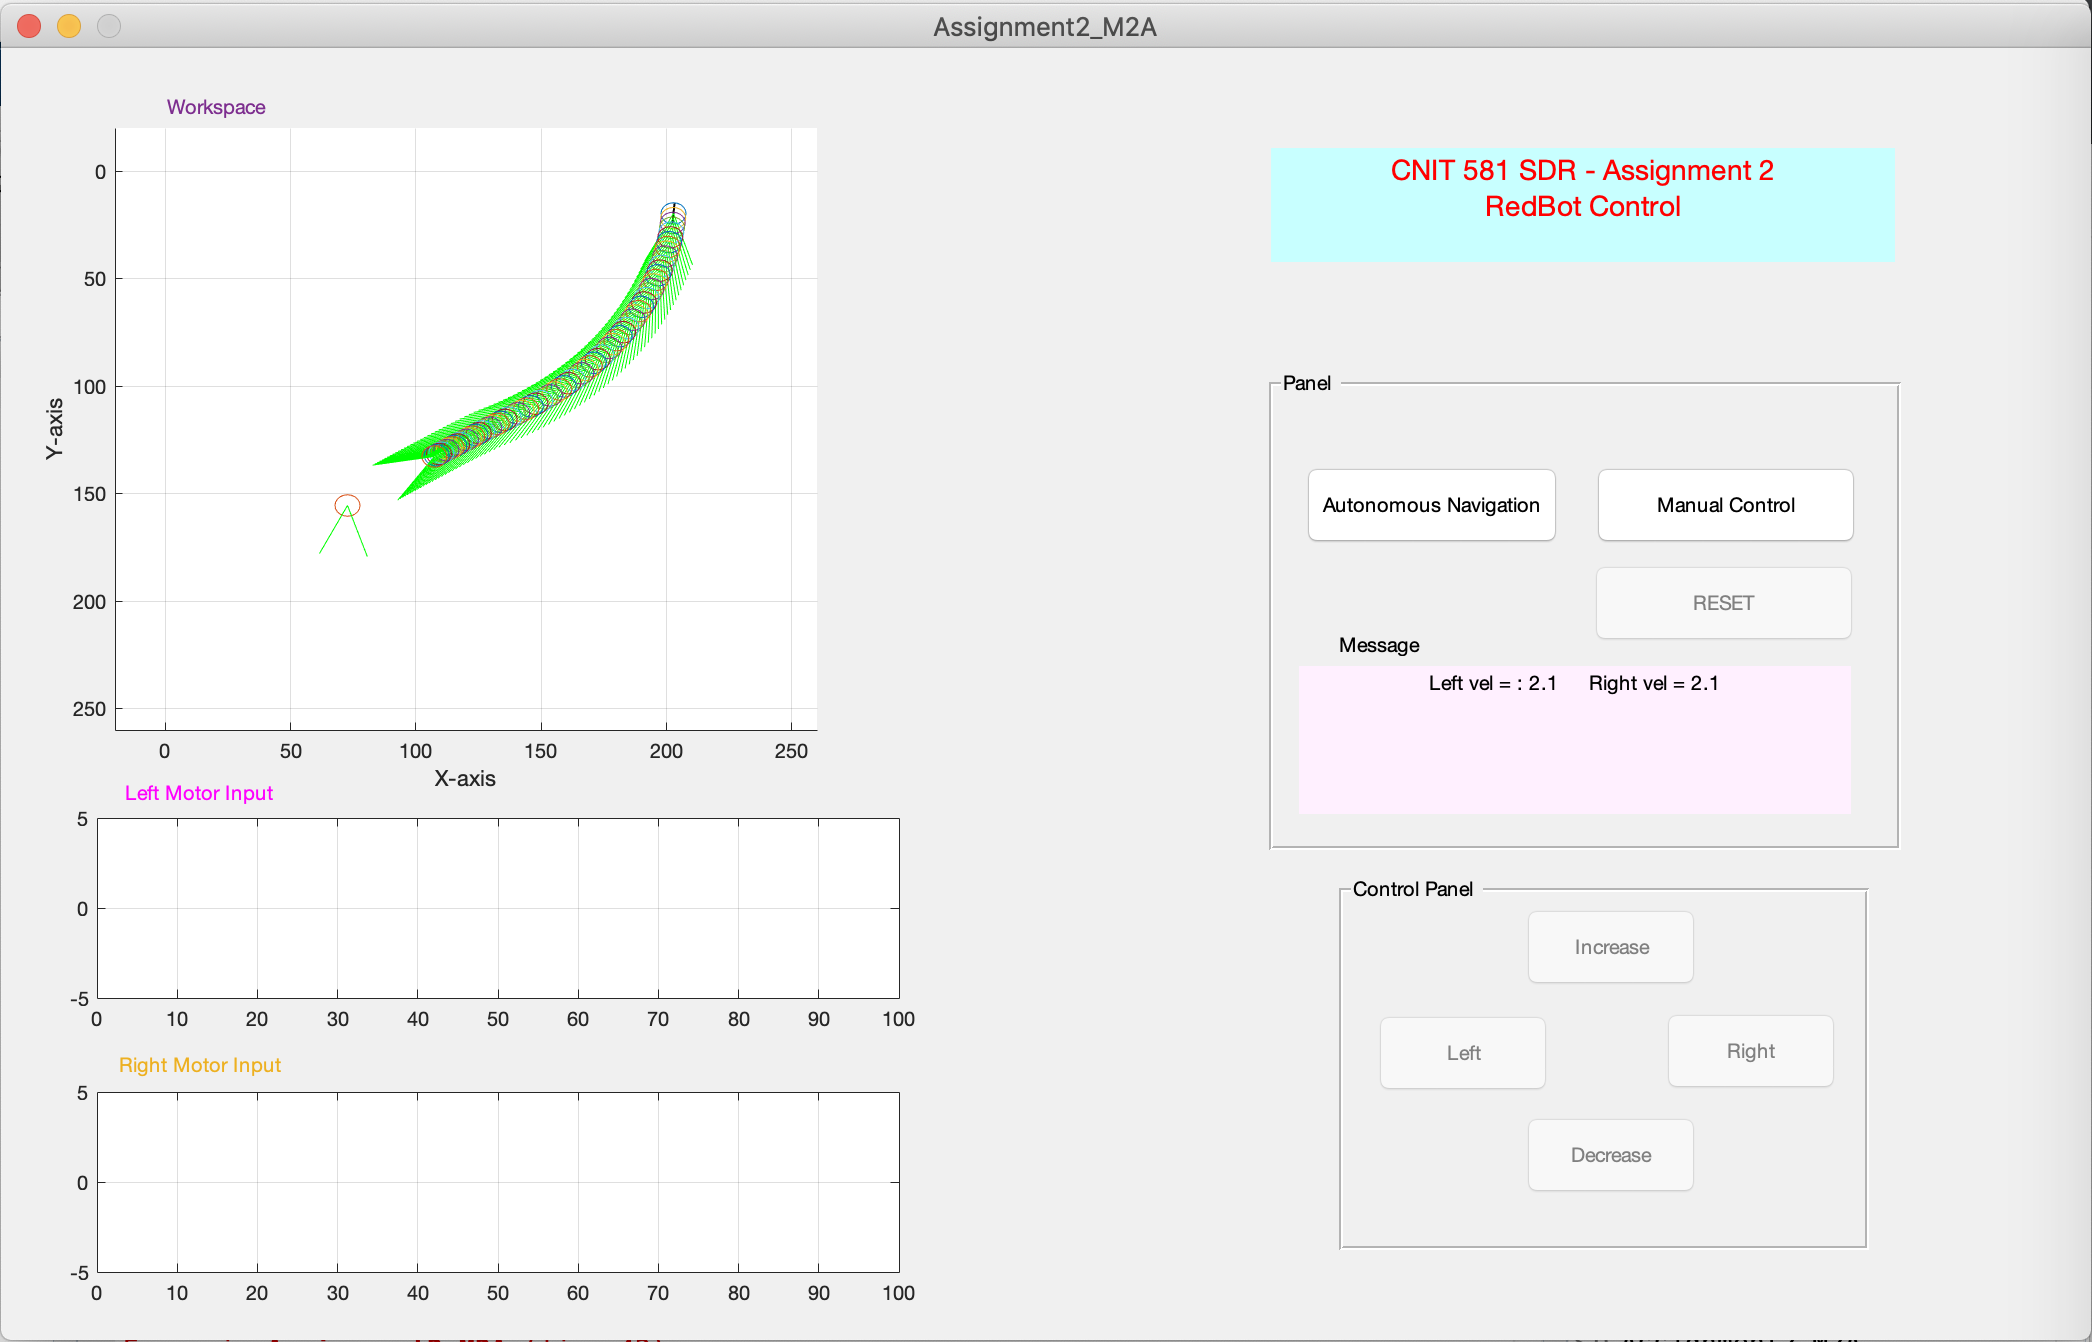 Assignment2_M2A
Workspace
0
50
100
150
200
250
Y-axis
0 50 100 150 200 250
X-axis
Left Motor Input
5
0
-5
0 10 20 30 40 50 60 70 80 90 100
Right Motor Input
5
0
-5
0 10 20 30 40 50 60 70 80 90 100
CNIT 581 SDR - Assignment 2
RedBot Control
Panel
Autonomous Navigation
Manual Control
RESET
Message
Left vel = : 2.1 Right vel = 2.1
Control Panel
Increase
Left
Right
Decrease